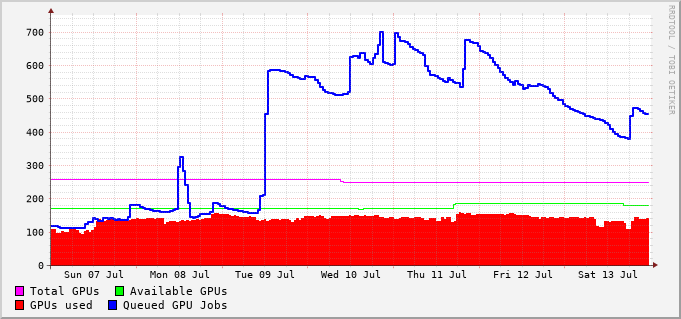 RRDTOOL / TOBI OETIKER
700
600
500
400
300
200
100
0
Sun 07 Jul Mon 08 Jul Tue 09 Jul Wed 10 Jul Thu 11 Jul Fri 12 Jul Sat 13 Jul
Total GPUs Available GPUs
GPUs used Queued GPU Jobs